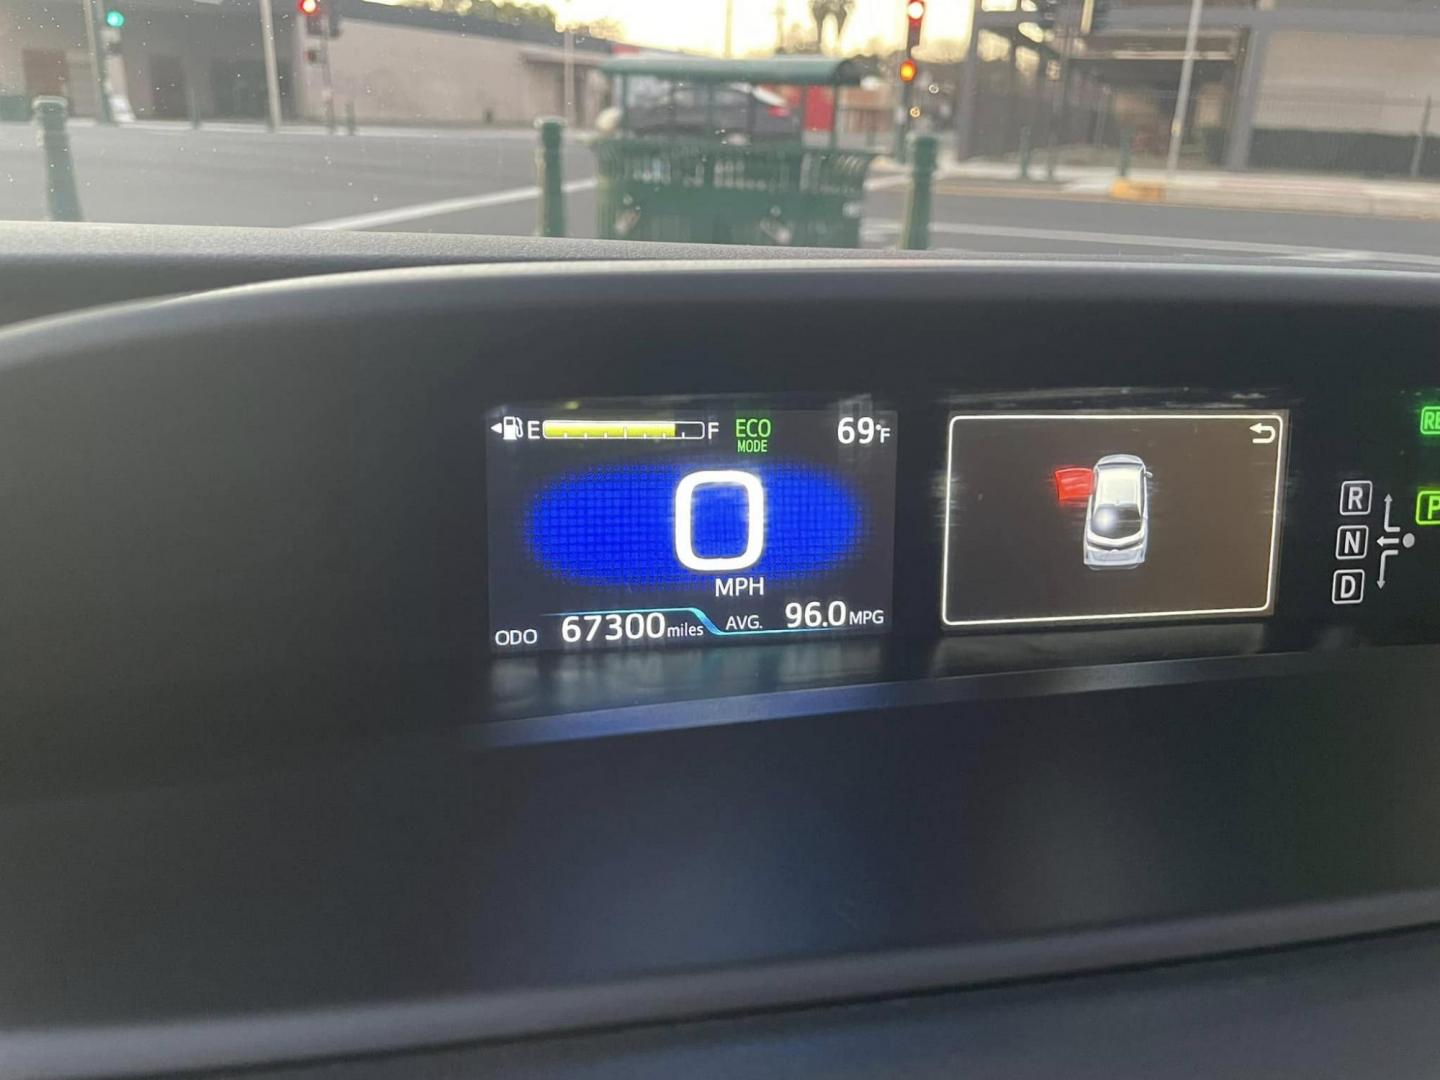 E F ECO MODE 69°F
0
MPH
ODO 67300 miles AVG. 96.0 MPG
R
N
D
P